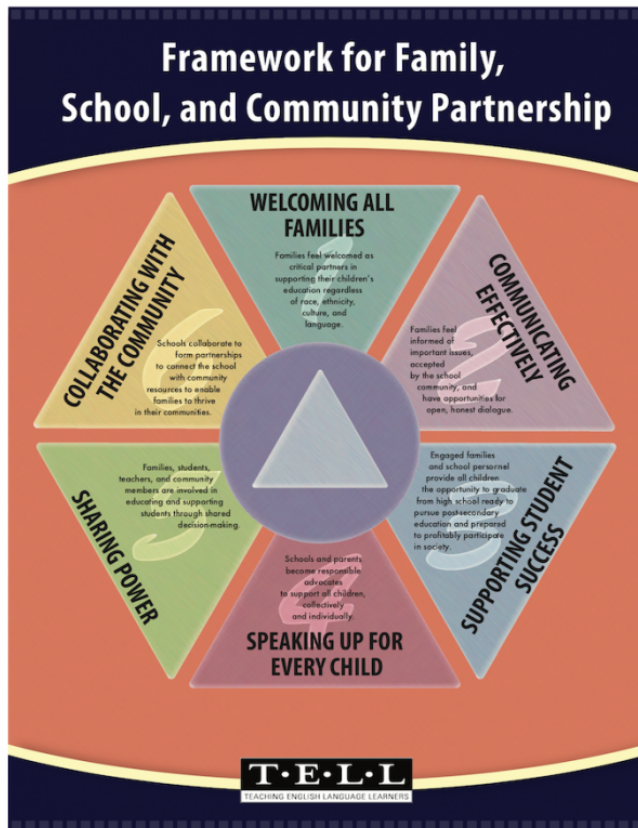 Framework for Family,
School, and Community Partnership
WELCOMING ALL
FAMILIES
Families feel welcomed as
critical partners in
supporting their children's
education regardless
of race, ethnicity,
culture, and
language.
1
COMMUNICATING
EFFECTIVELY
Families feel
informed of
important issues,
accepted
by the school
community, and
have opportunities for
open, honest dialogue.
2
SUPPORTING STUDENT
SUCCESS
Engaged families
and school personnel
provide all children
the opportunity to graduate
from high school ready to
pursue post-secondary
education and prepared
to profitably participate
in society.
3
Schools and parents
become responsible
advocates
to support all children,
collectively
and individually.
4
SPEAKING UP FOR
EVERY CHILD
SHARING POWER
Families, students,
teachers, and community
members are involved in
educating and supporting
students through shared
decision-making.
5
COLLABORATING WITH
THE COMMUNITY
Schools collaborate to
form partnerships
to connect the school
with community
resources to enable
families to thrive
in their communities.
6
T·E·L·L
TEACHING ENGLISH LANGUAGE LEARNERS